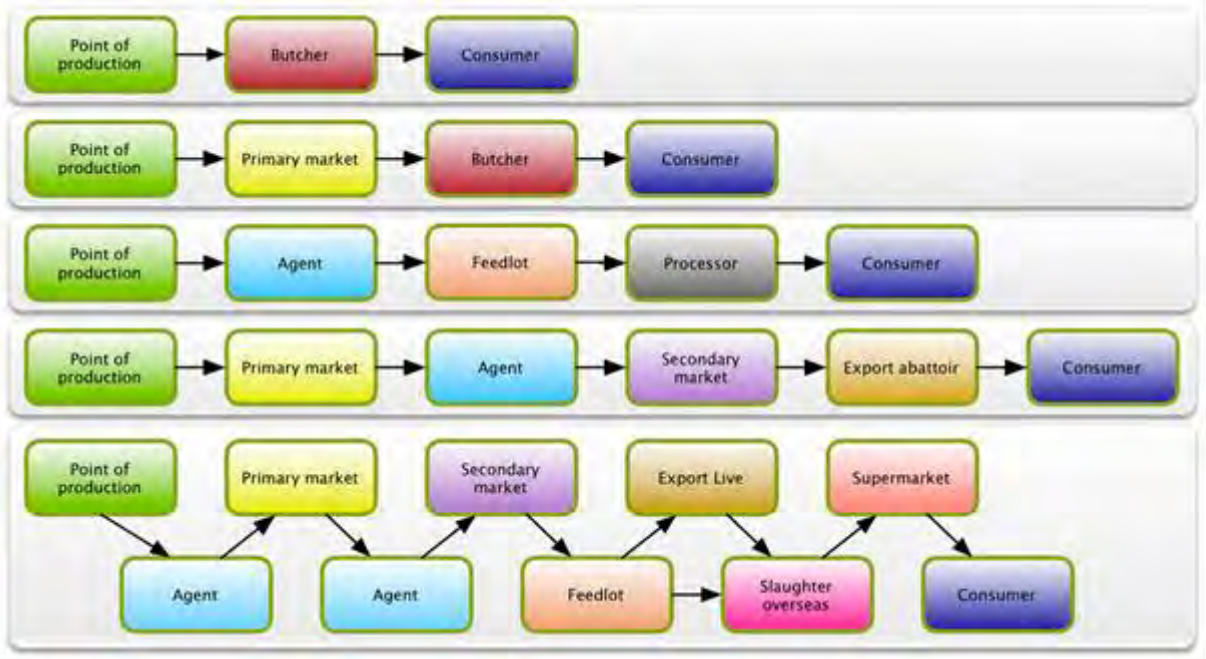 Point of
production
Butcher
Consumer
Point of
production
Primary market
Butcher
Consumer
Point of
production
Agent
Feedlot
Processor
Consumer
Point of
production
Primary market
Agent
Secondary
market
Export abattoir
Consumer
Point of
production
Primary market
Secondary
market
Export Live
Supermarket
Agent
Agent
Feedlot
Slaughter
overseas
Consumer